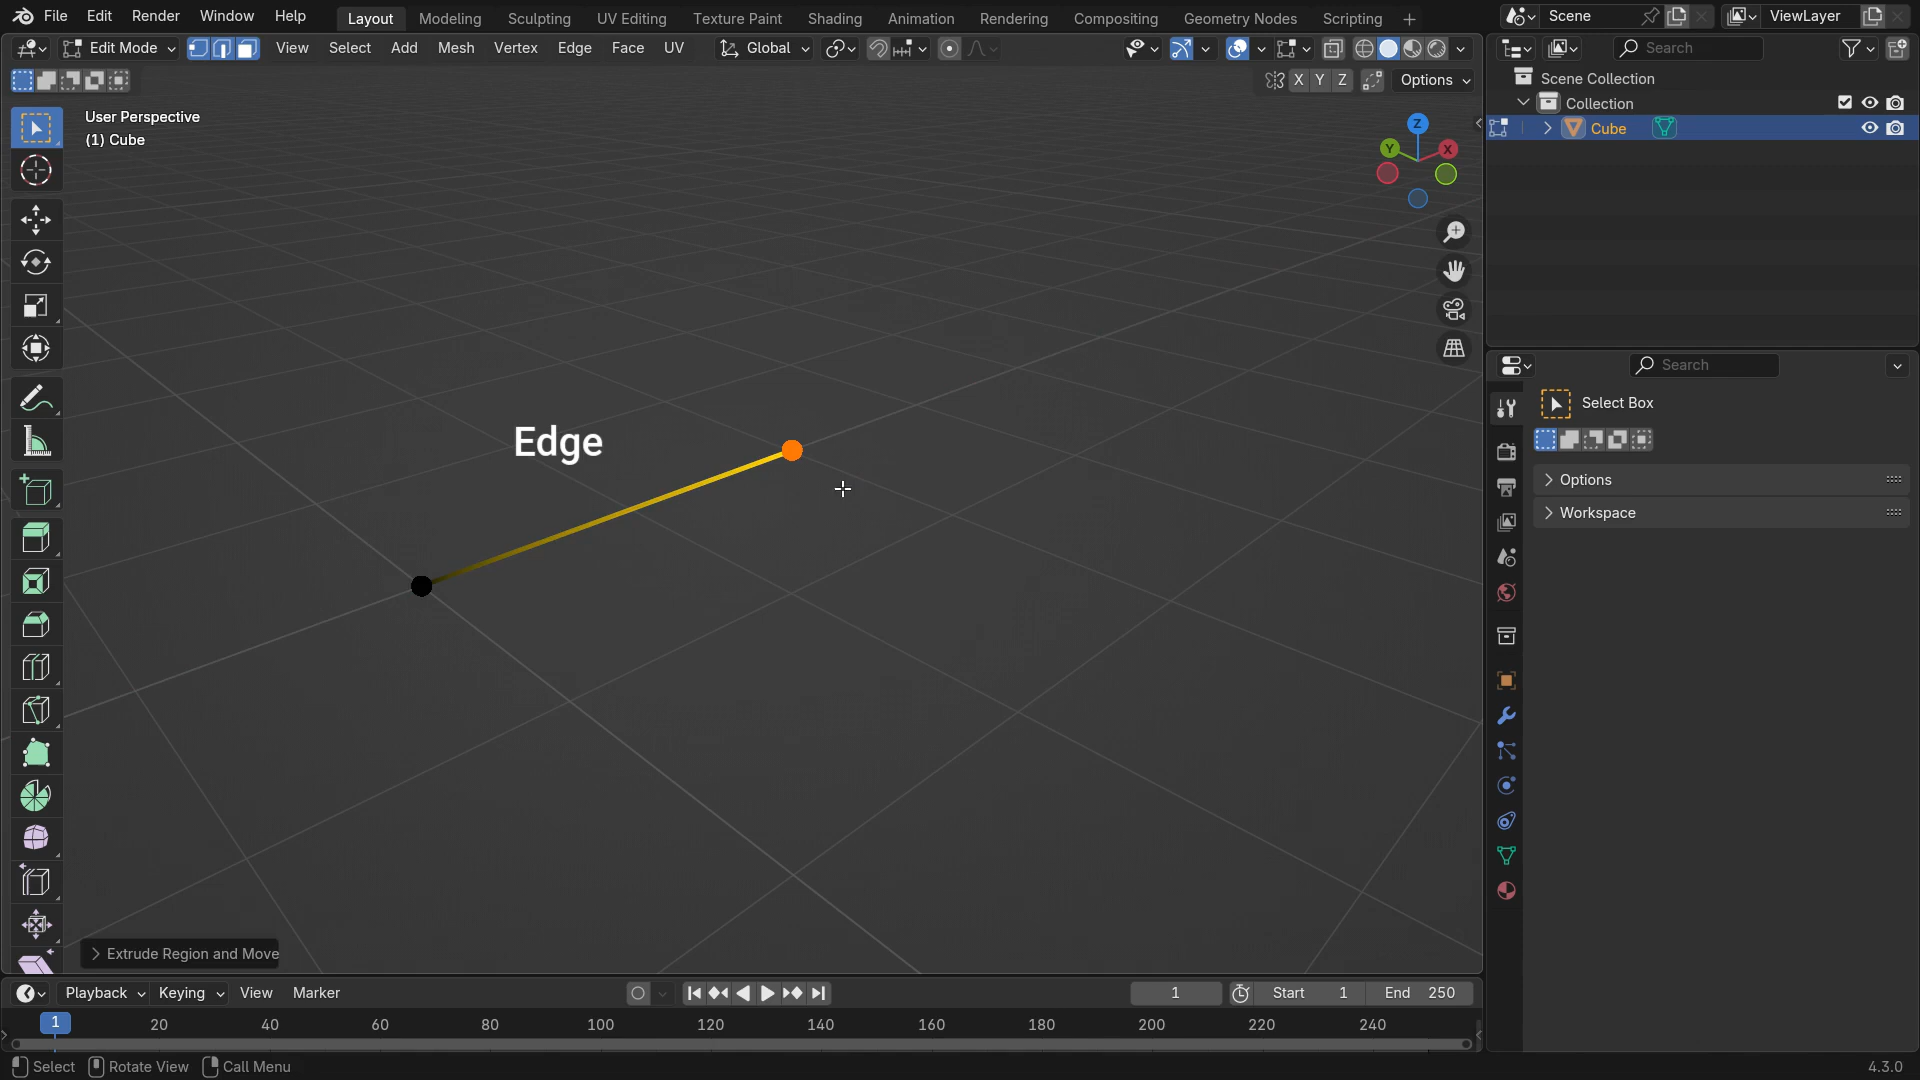 File Edit Render Window Help Layout Modeling Sculpting UV Editing Texture Paint Shading Animation Rendering Compositing Geometry Nodes Scripting + Scene ViewLayer
Edit Mode View Select Add Mesh Vertex Edge Face UV Global Search
X Y Z Options
Scene Collection
Collection
Cube
User Perspective
(1) Cube
Z
Y X
Search
Select Box
Options
Workspace
Edge
Extrude Region and Move
Playback Keying View Marker 1 Start 1 End 250
1 20 40 60 80 100 120 140 160 180 200 220 240
Select Rotate View Call Menu 4.3.0